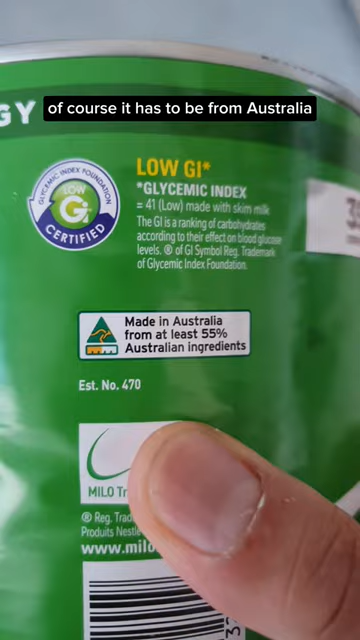 of course it has to be from Australia
GY
LOW GI*
*GLYCEMIC INDEX
= 41 (Low) made with skim milk
The GI is a ranking of carbohydrates
according to their effect on blood glucose
levels. ® of GI Symbol Reg. Trademark
of Glycemic Index Foundation.
GLYCEMIC INDEX FOUNDATION
LOW
Gi
CERTIFIED
Made in Australia
from at least 55%
Australian ingredients
Est. No. 470
MILO
® Reg.
Produits
www.milo